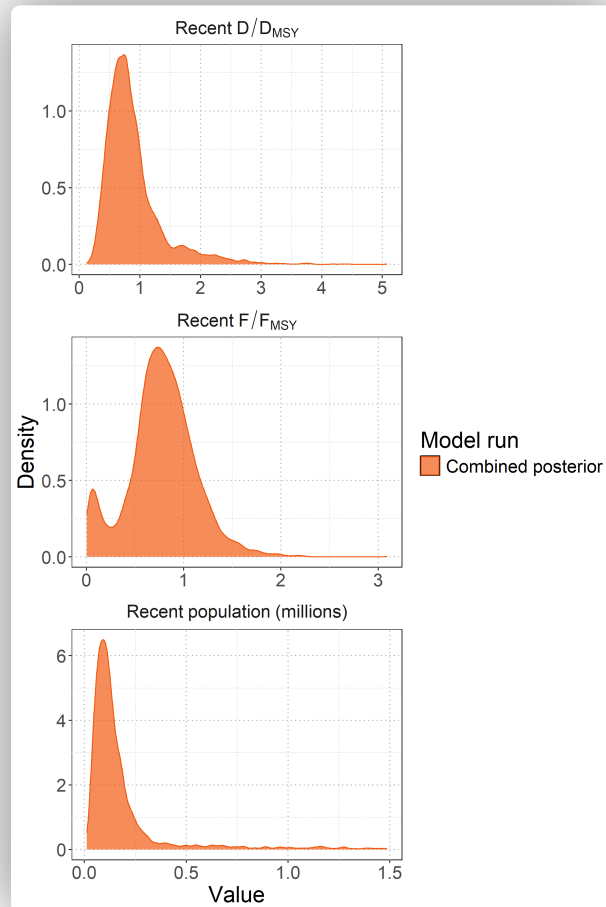 Recent D/D_MSY
1.0
0.5
0.0
0 1 2 3 4 5
Recent F/F_MSY
1.0
0.5
0.0
0 1 2 3
Recent population (millions)
6
4
2
0
0.0 0.5 1.0 1.5
Density
Value
Model run
Combined posterior